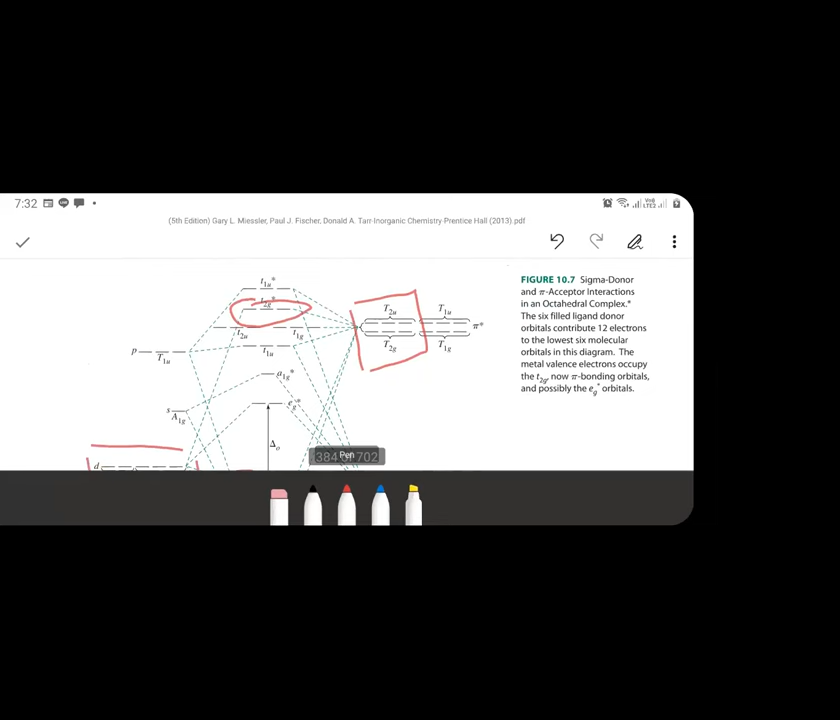 7:32
VoB
LTC2
(5th Edition) Gary L. Miessler, Paul J. Fischer, Donald A. Tarr-Inorganic Chemistry-Prentice Hall (2013).pdf
t1u*
t2g*
t2u t1g
t1u
p
T1u
a1g*
s
A1g
eg*
Δo
d
T2u T1u
π*
T2g T1g
FIGURE 10.7 Sigma-Donor
and π-Acceptor Interactions
in an Octahedral Complex.*
The six filled ligand donor
orbitals contribute 12 electrons
to the lowest six molecular
orbitals in this diagram. The
metal valence electrons occupy
the t2g, now π-bonding orbitals,
and possibly the eg* orbitals.
Pen
(384 of 702